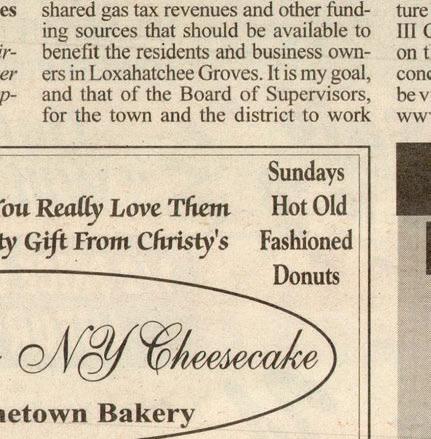 shared gas tax revenues and other fund-
ing sources that should be available to
benefit the residents and business own-
ers in Loxahatchee Groves. It is my goal,
and that of the Board of Supervisors,
for the town and the district to work
Sundays
Hot Old
Fashioned
Donuts
You Really Love Them
Gift From Christy's
NY Cheesecake
Bakery